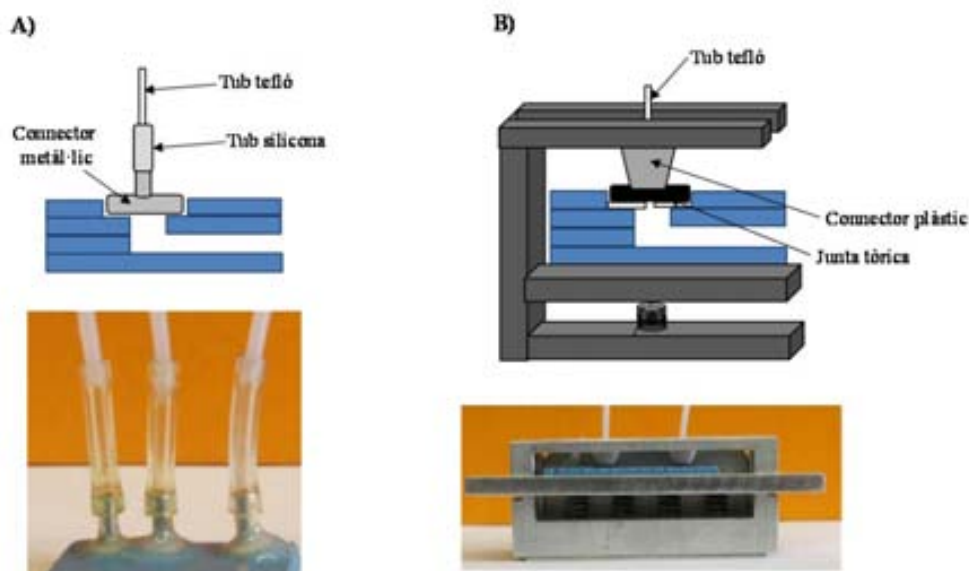 A)
Tub tefló
Connector
metàl·lic
Tub silicona
B)
Tub tefló
Connector plàstic
Junta tòrica